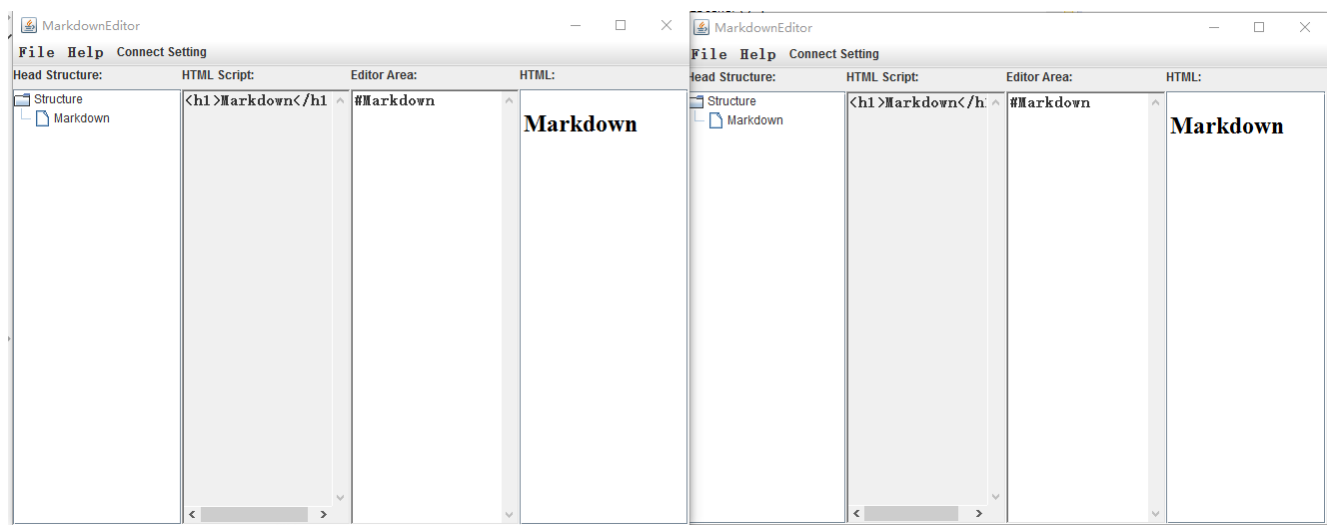 MarkdownEditor
File Help Connect Setting
Head Structure: HTML Script: Editor Area: HTML:
Structure
Markdown
<h1>Markdown</h1
#Markdown
Markdown
MarkdownEditor
File Help Connect Setting
Head Structure: HTML Script: Editor Area: HTML:
Structure
Markdown
<h1>Markdown</h
#Markdown
Markdown